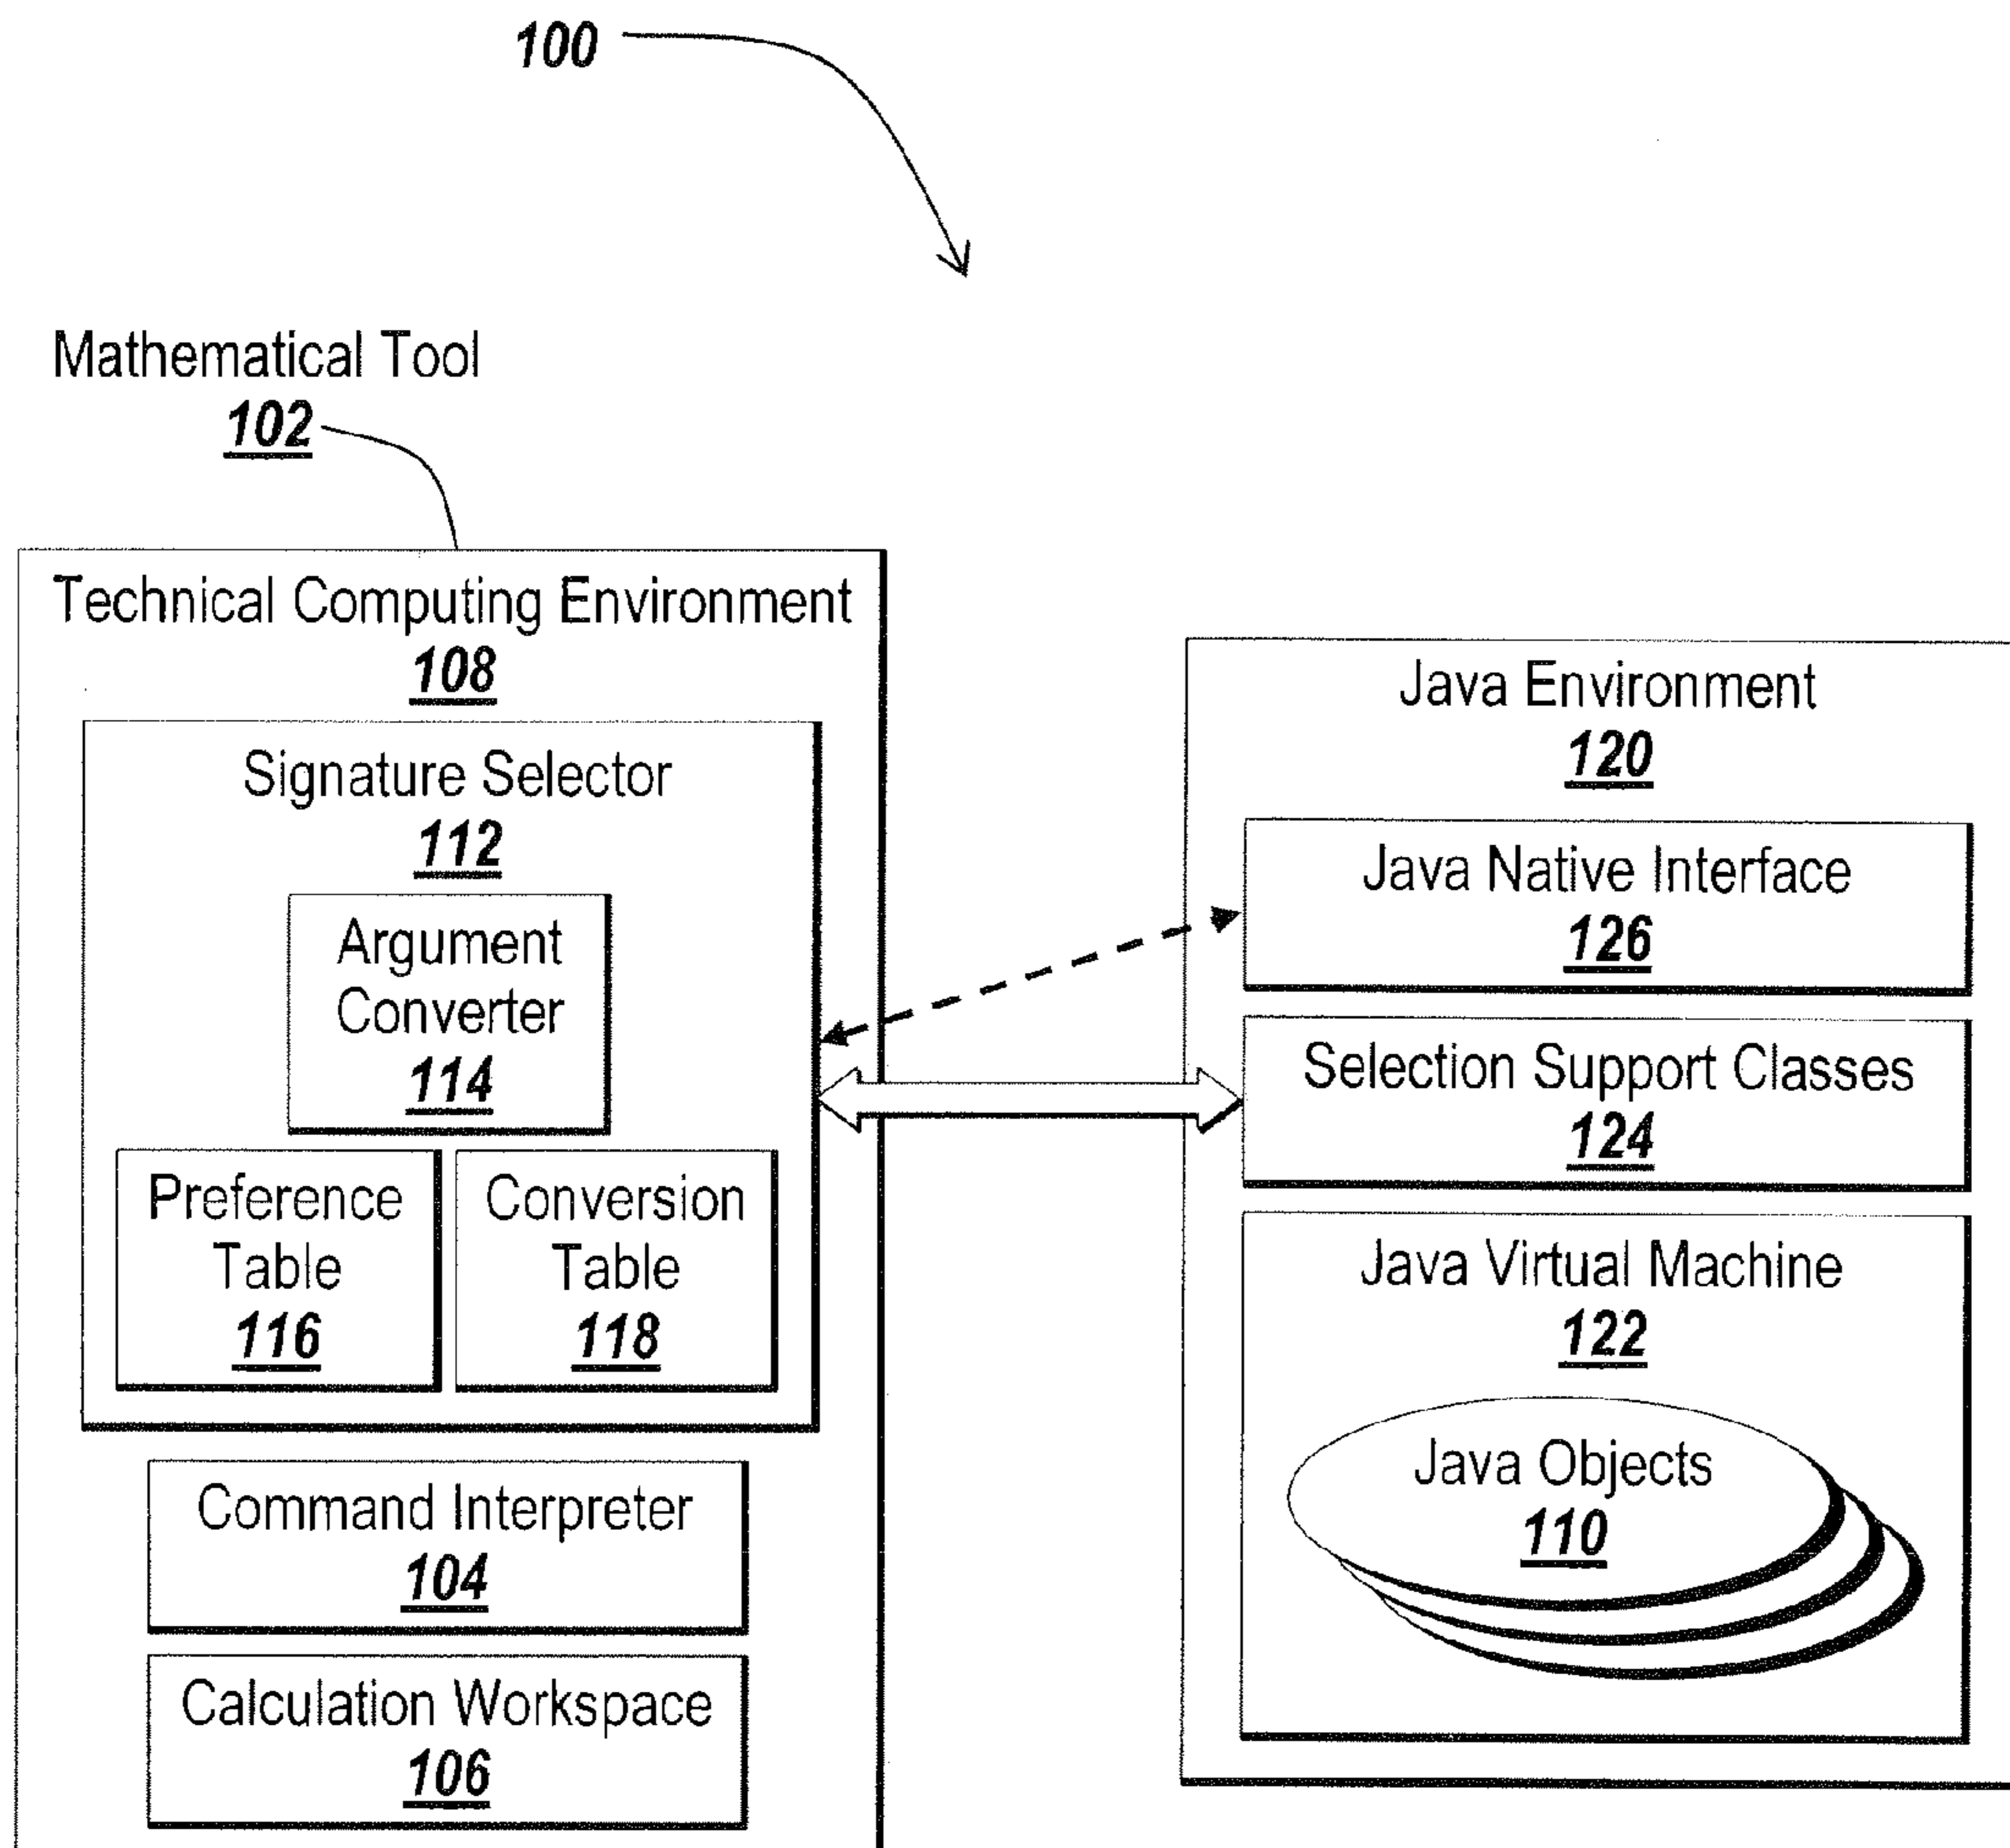 100
Mathematical Tool
102
Technical Computing Environment
108
Signature Selector
112
Argument
Converter
114
Preference
Table
116
Conversion
Table
118
Command Interpreter
104
Calculation Workspace
106
Java Environment
120
Java Native Interface
126
Selection Support Classes
124
Java Virtual Machine
122
Java Objects
110